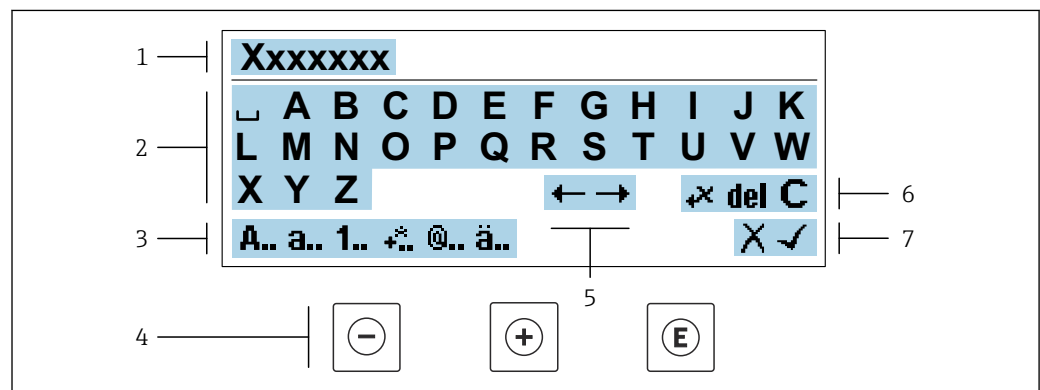 1 Xxxxxxx
␣ A B C D E F G H I J K
2 L M N O P Q R S T U V W
X Y Z ← → +× del C 6
3 A.. a.. 1.. +*.. @.. ä.. X ✓ 7
5
4 − + E